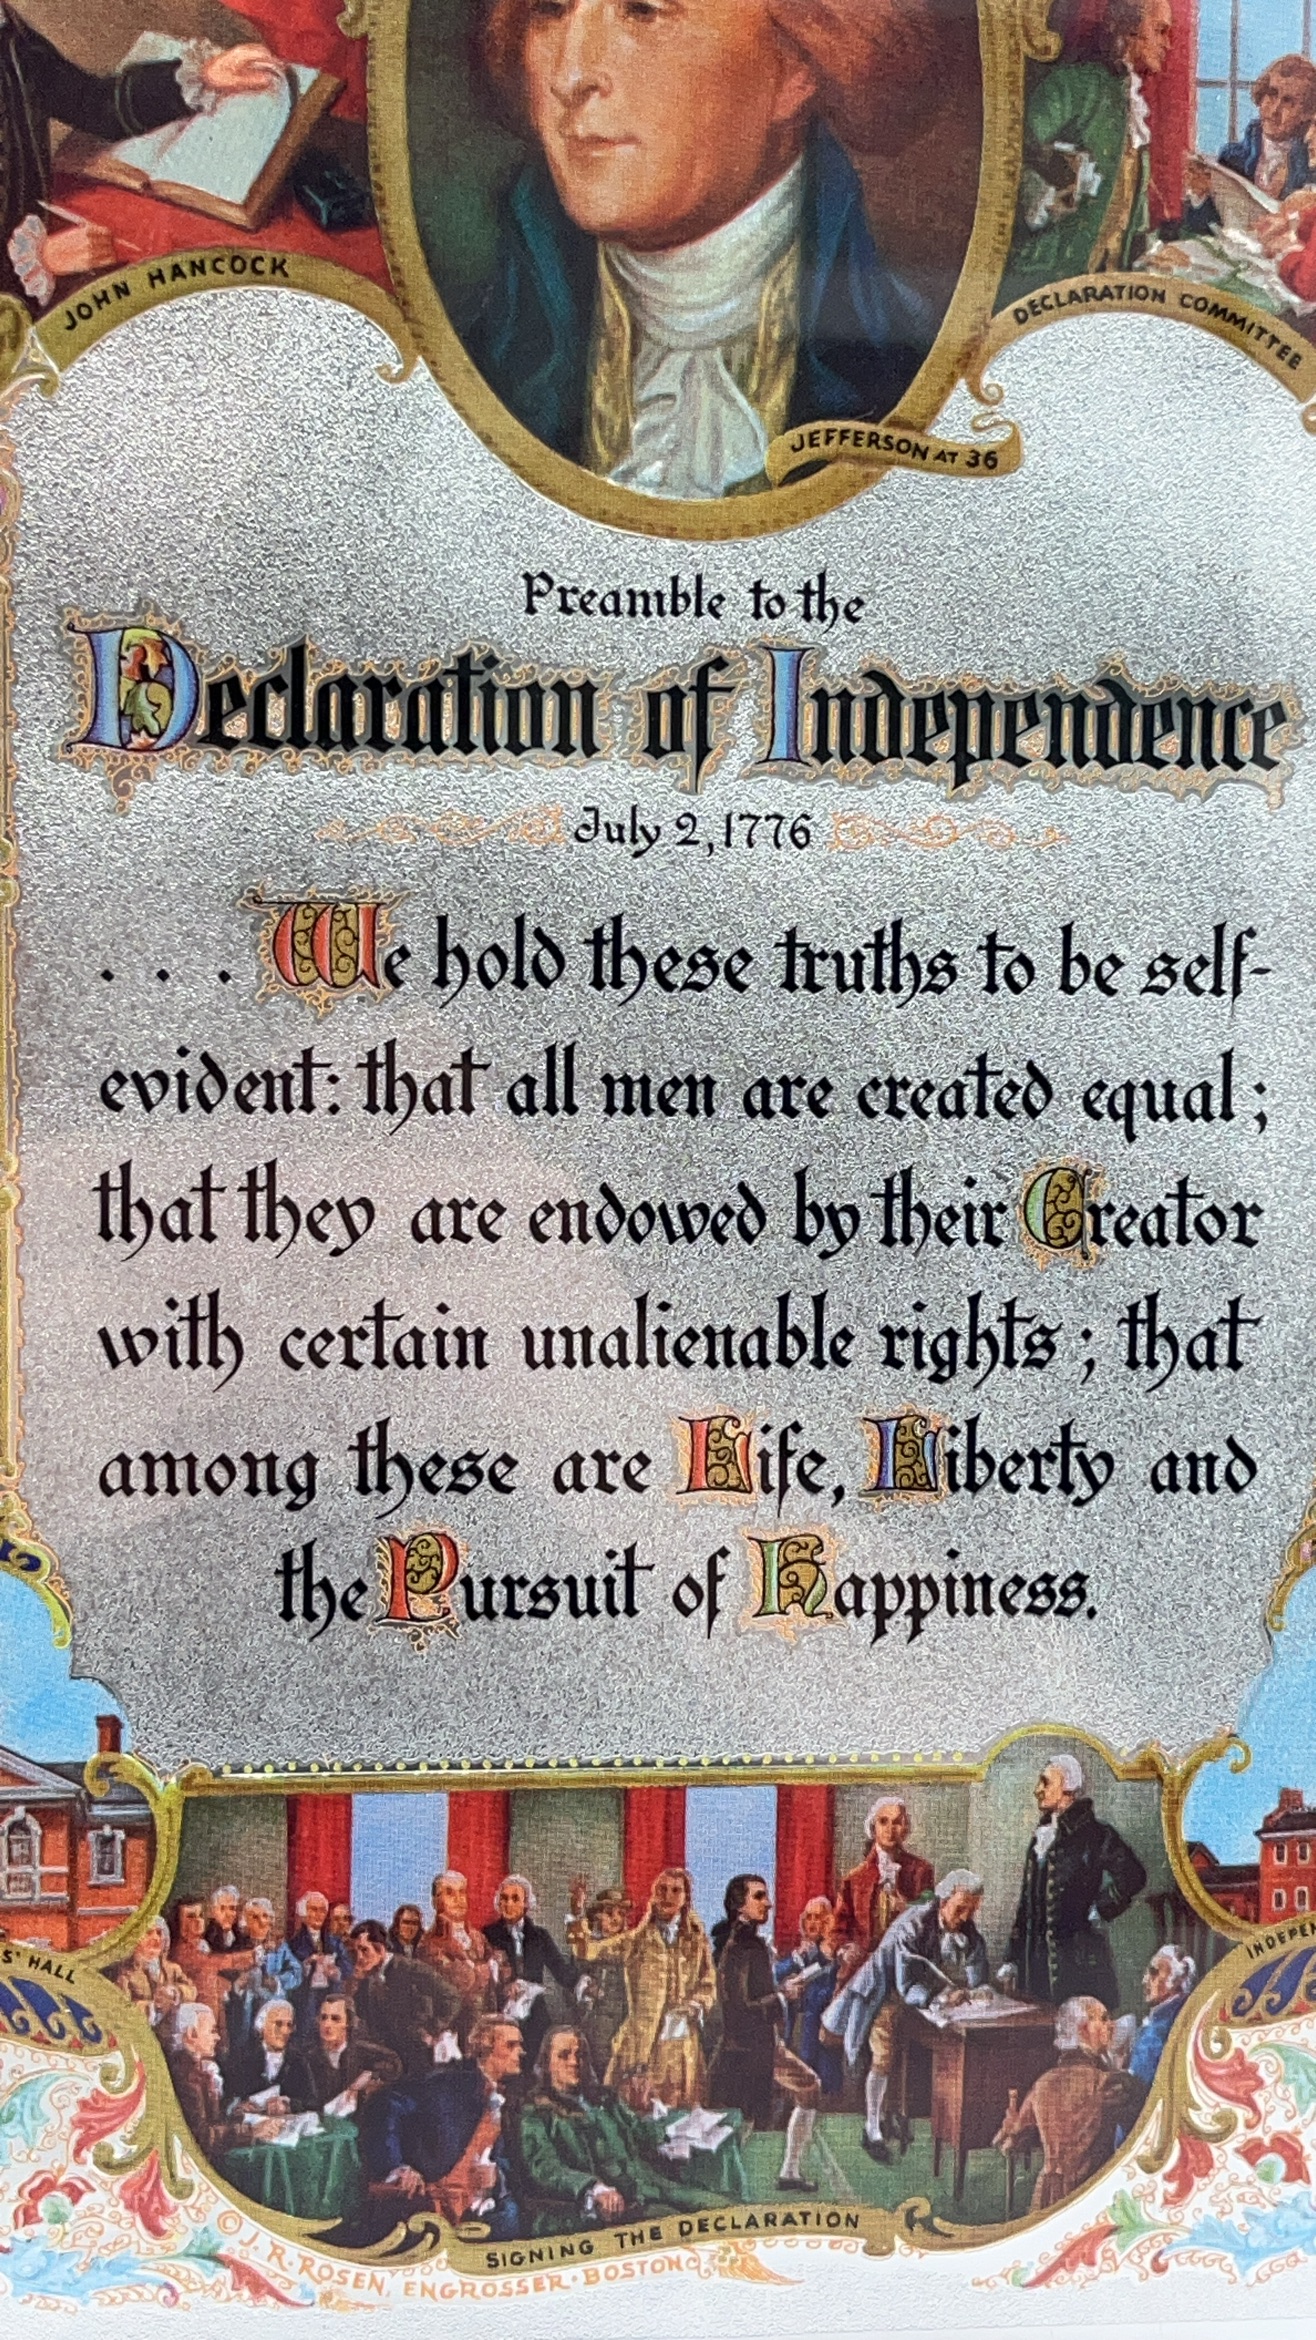 JOHN HANCOCK
DECLARATION COMMITTEE
JEFFERSON AT 36
Preamble to the
Declaration of Independence
July 2, 1776
. . . We hold these truths to be self-
evident: that all men are created equal;
that they are endowed by their Creator
with certain unalienable rights; that
among these are Life, Liberty and
the Pursuit of Happiness.
HALL
SIGNING THE DECLARATION
© J. R. ROSEN, ENGROSSER · BOSTON